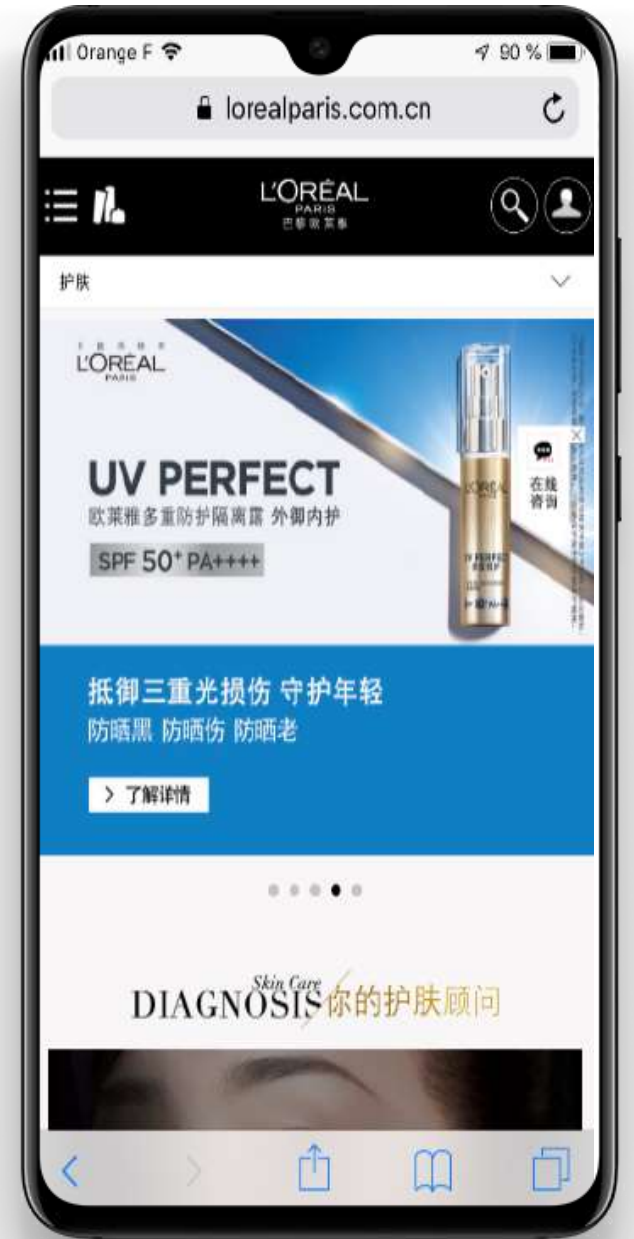 Orange F
90 %
lorealparis.com.cn
L'ORÉAL
PARIS
巴黎欧莱雅
护肤
L'ORÉAL
PARIS
UV PERFECT
欧莱雅多重防护隔离露 外御内护
SPF 50+ PA++++
在线
咨询
L'ORÉAL
UV PERFECT
抵御三重光损伤 守护年轻
防晒黑 防晒伤 防晒老
> 了解详情
Skin Care
DIAGNOSIS 你的护肤顾问